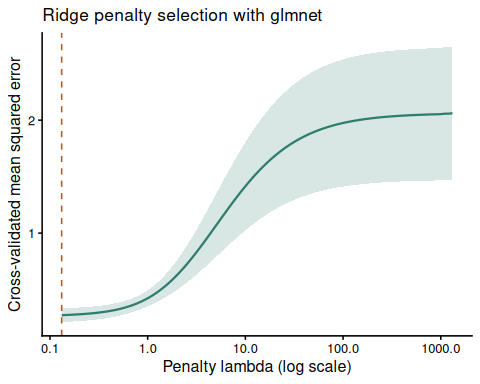 Ridge penalty selection with glmnet
Cross-validated mean squared error
2
1
0.1 1.0 10.0 100.0 1000.0
Penalty lambda (log scale)